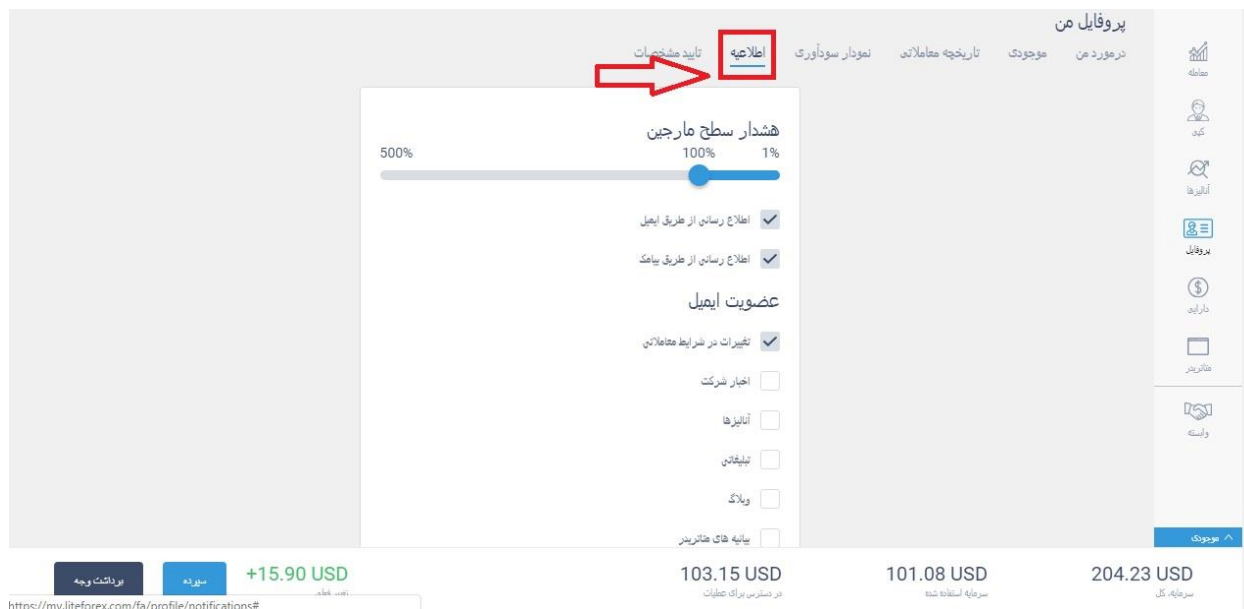 پروفایل من
درمورد من موجودی تاریخچه معاملاتی نمودار سودآوری اطلاعیه تایید مشخصات
معامله
کپی
آنالیزها
پروفایل
دارایی
متاتریدر
وابسته
هشدار سطح مارجین
1% 100% 500%
اطلاع رسانی از طریق ایمیل
اطلاع رسانی از طریق پیامک
عضویت ایمیل
تغییرات در شرایط معاملاتی
اخبار شرکت
آنالیزها
تبلیغاتی
وبلاگ
بیانیه های متاتریدر
موجودی
204.23 USD
سرمایه، کل
101.08 USD
سرمایه استفاده شده
103.15 USD
در دسترس برای عملیات
+15.90 USD
سپرده
برداشت وجه
https://my.liteforex.com/fa/profile/notifications#